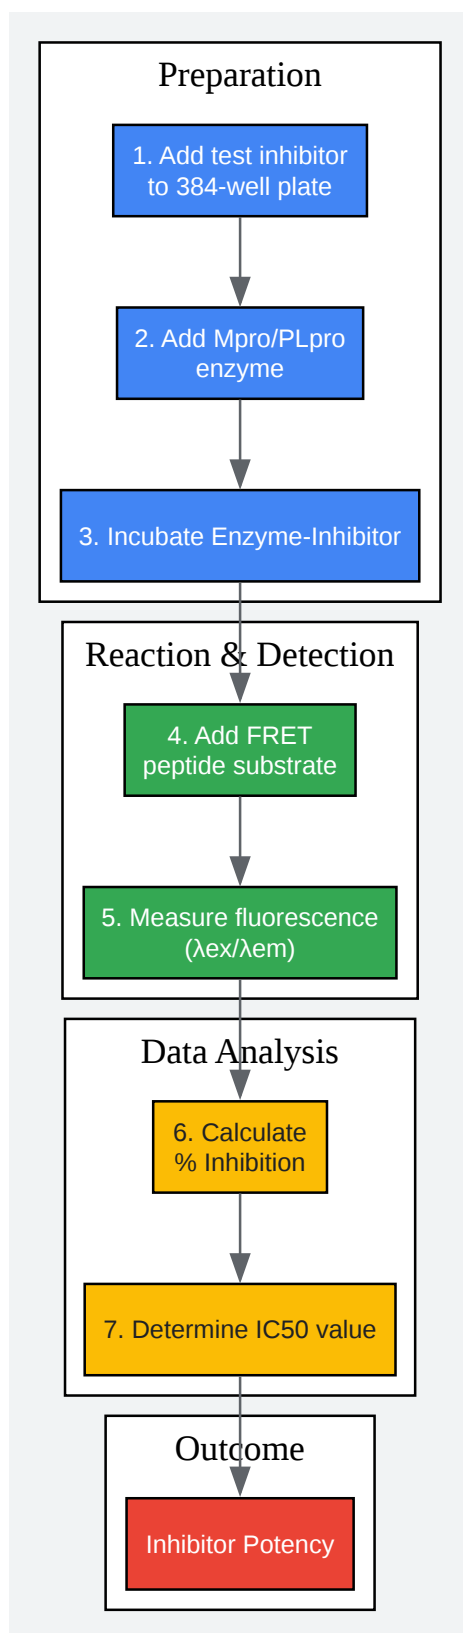 Preparation
1. Add test inhibitor
to 384-well plate
2. Add Mpro/PLpro
enzyme
3. Incubate Enzyme-Inhibitor
Reaction & Detection
4. Add FRET
peptide substrate
5. Measure fluorescence
(λex/λem)
Data Analysis
6. Calculate
% Inhibition
7. Determine IC50 value
Outcome
Inhibitor Potency